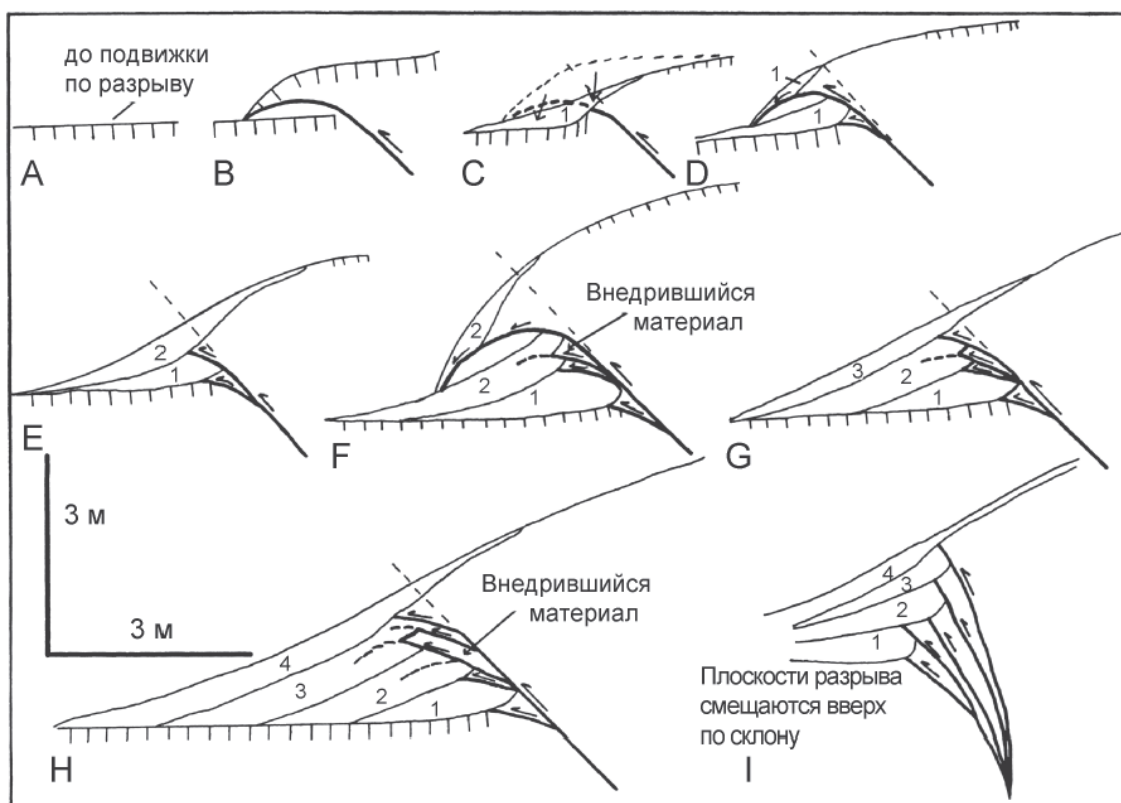 до подвижки
по разрыву
A
B
1
C
1
1
D
2
1
E
2
Внедрившийся
материал
2
1
F
3
2
1
G
3 м
3 м
Внедрившийся
материал
4
3
2
1
H
4
3
2
1
Плоскости разрыва
смещаются вверх
по склону
I